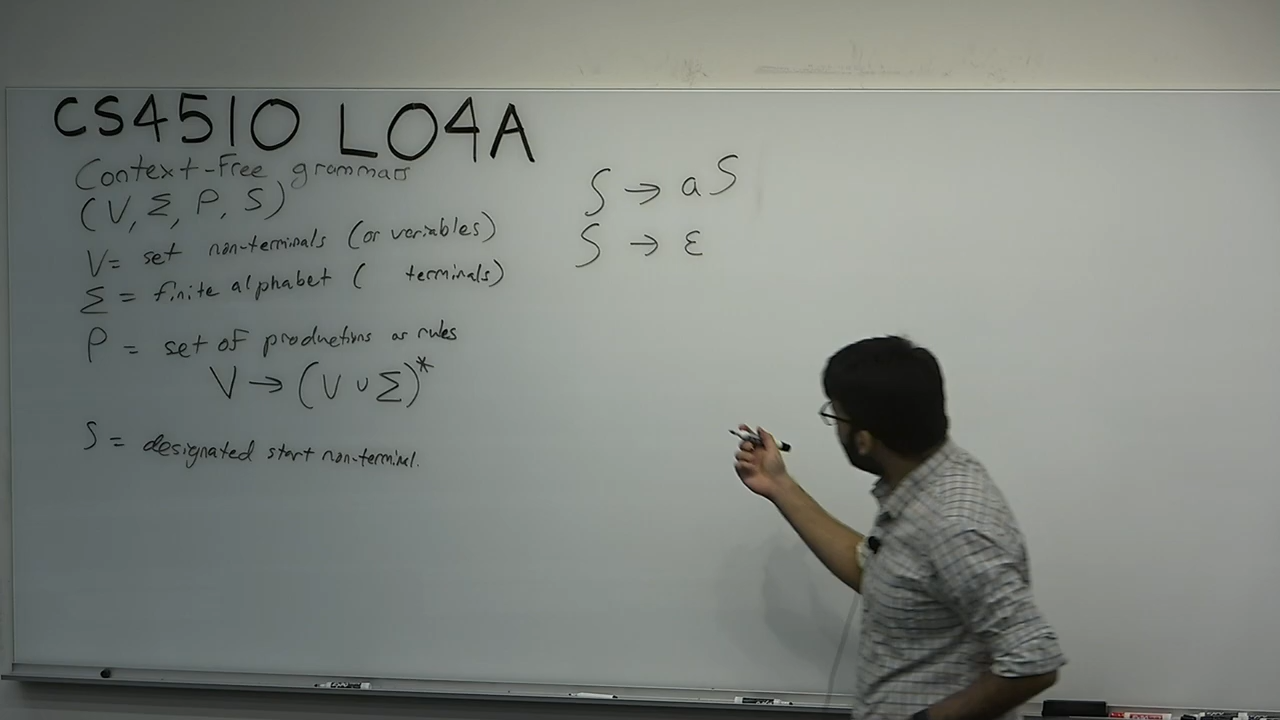 CS4510 L04A
Context-Free grammars
(V, Σ, P, S)
V = set non-terminals (or variables)
Σ = finite alphabet ( terminals)
P = set of productions or rules
V → (V ∪ Σ)*
S = designated start non-terminal.
S → aS
S → ε